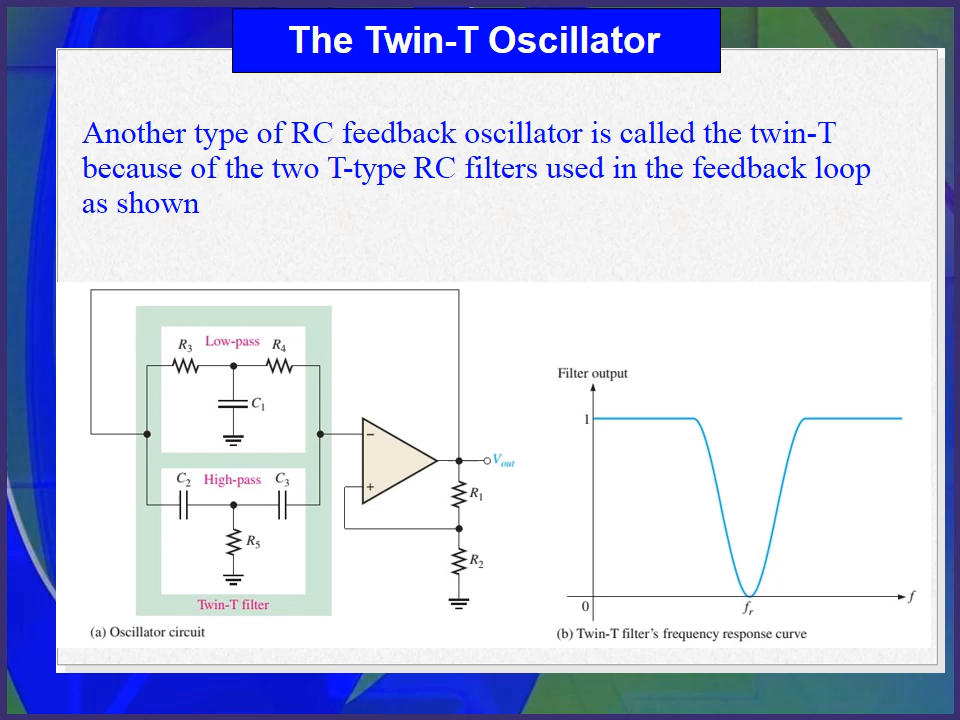 The Twin-T Oscillator
Another type of RC feedback oscillator is called the twin-T
because of the two T-type RC filters used in the feedback loop
as shown
R3 Low-pass R4
C1
C2 High-pass C3
R5
Twin-T filter
−
+
Vout
R1
R2
(a) Oscillator circuit
Filter output
1
0
fr
f
(b) Twin-T filter's frequency response curve